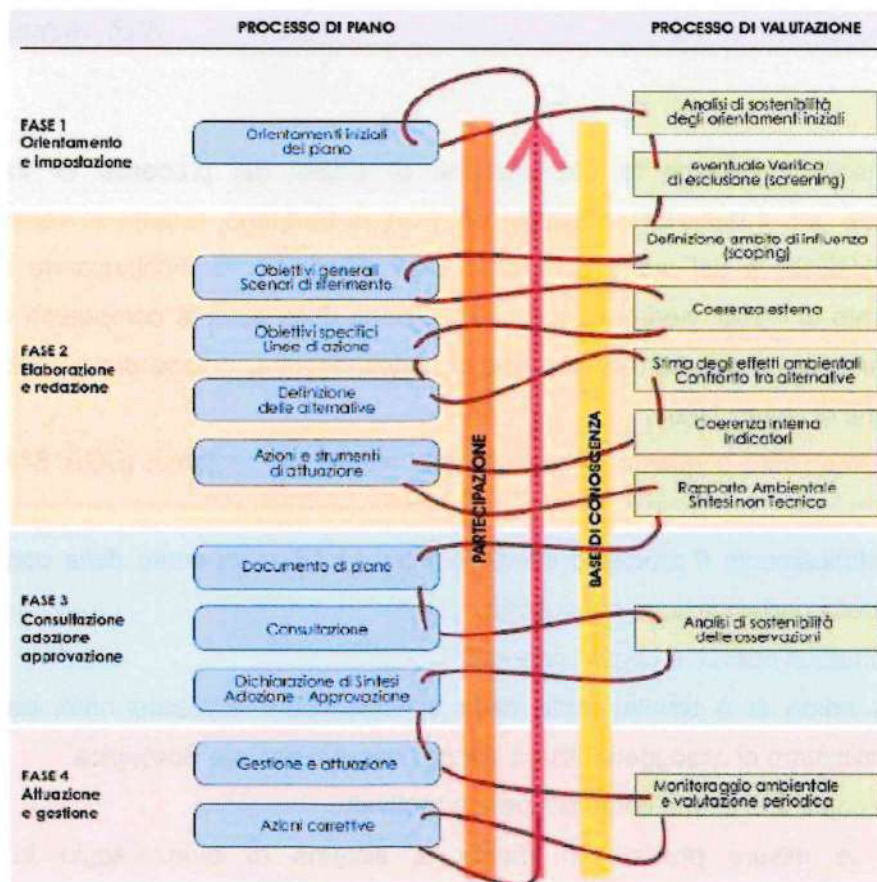 PROCESSO DI PIANO
PROCESSO DI VALUTAZIONE
FASE 1
Orientamento
e impostazione
Orientamenti iniziali
del piano
Analisi di sostenibilità
degli orientamenti iniziali
eventuale Verifica
di esclusione (screening)
FASE 2
Elaborazione
e redazione
Definizione ambito di influenza
(scoping)
Obiettivi generali
Scenari di riferimento
Coerenza esterna
Obiettivi specifici
Linee di azione
Stima degli effetti ambientali
Confronto tra alternative
Definizione
delle alternative
Coerenza interna
Indicatori
Azioni e strumenti
di attuazione
Rapporto Ambientale
Sintesi non Tecnica
PARTECIPAZIONE
BASE DI CONOSCENZA
FASE 3
Consultazione
adozione
approvazione
Documento di piano
Consultazione
Analisi di sostenibilità
delle osservazioni
Dichiarazione di Sintesi
Adozione - Approvazione
FASE 4
Attuazione
e gestione
Gestione e attuazione
Monitoraggio ambientale
e valutazione periodica
Azioni correttive